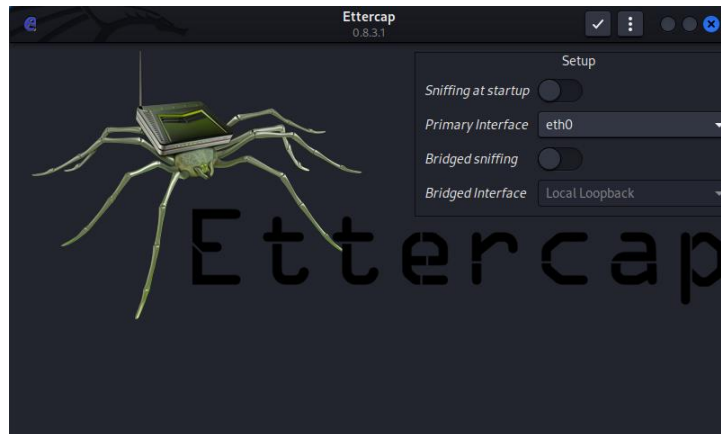 Ettercap
0.8.3.1
Setup
Sniffing at startup
Primary Interface eth0
Bridged sniffing
Bridged Interface Local Loopback
Ettercap